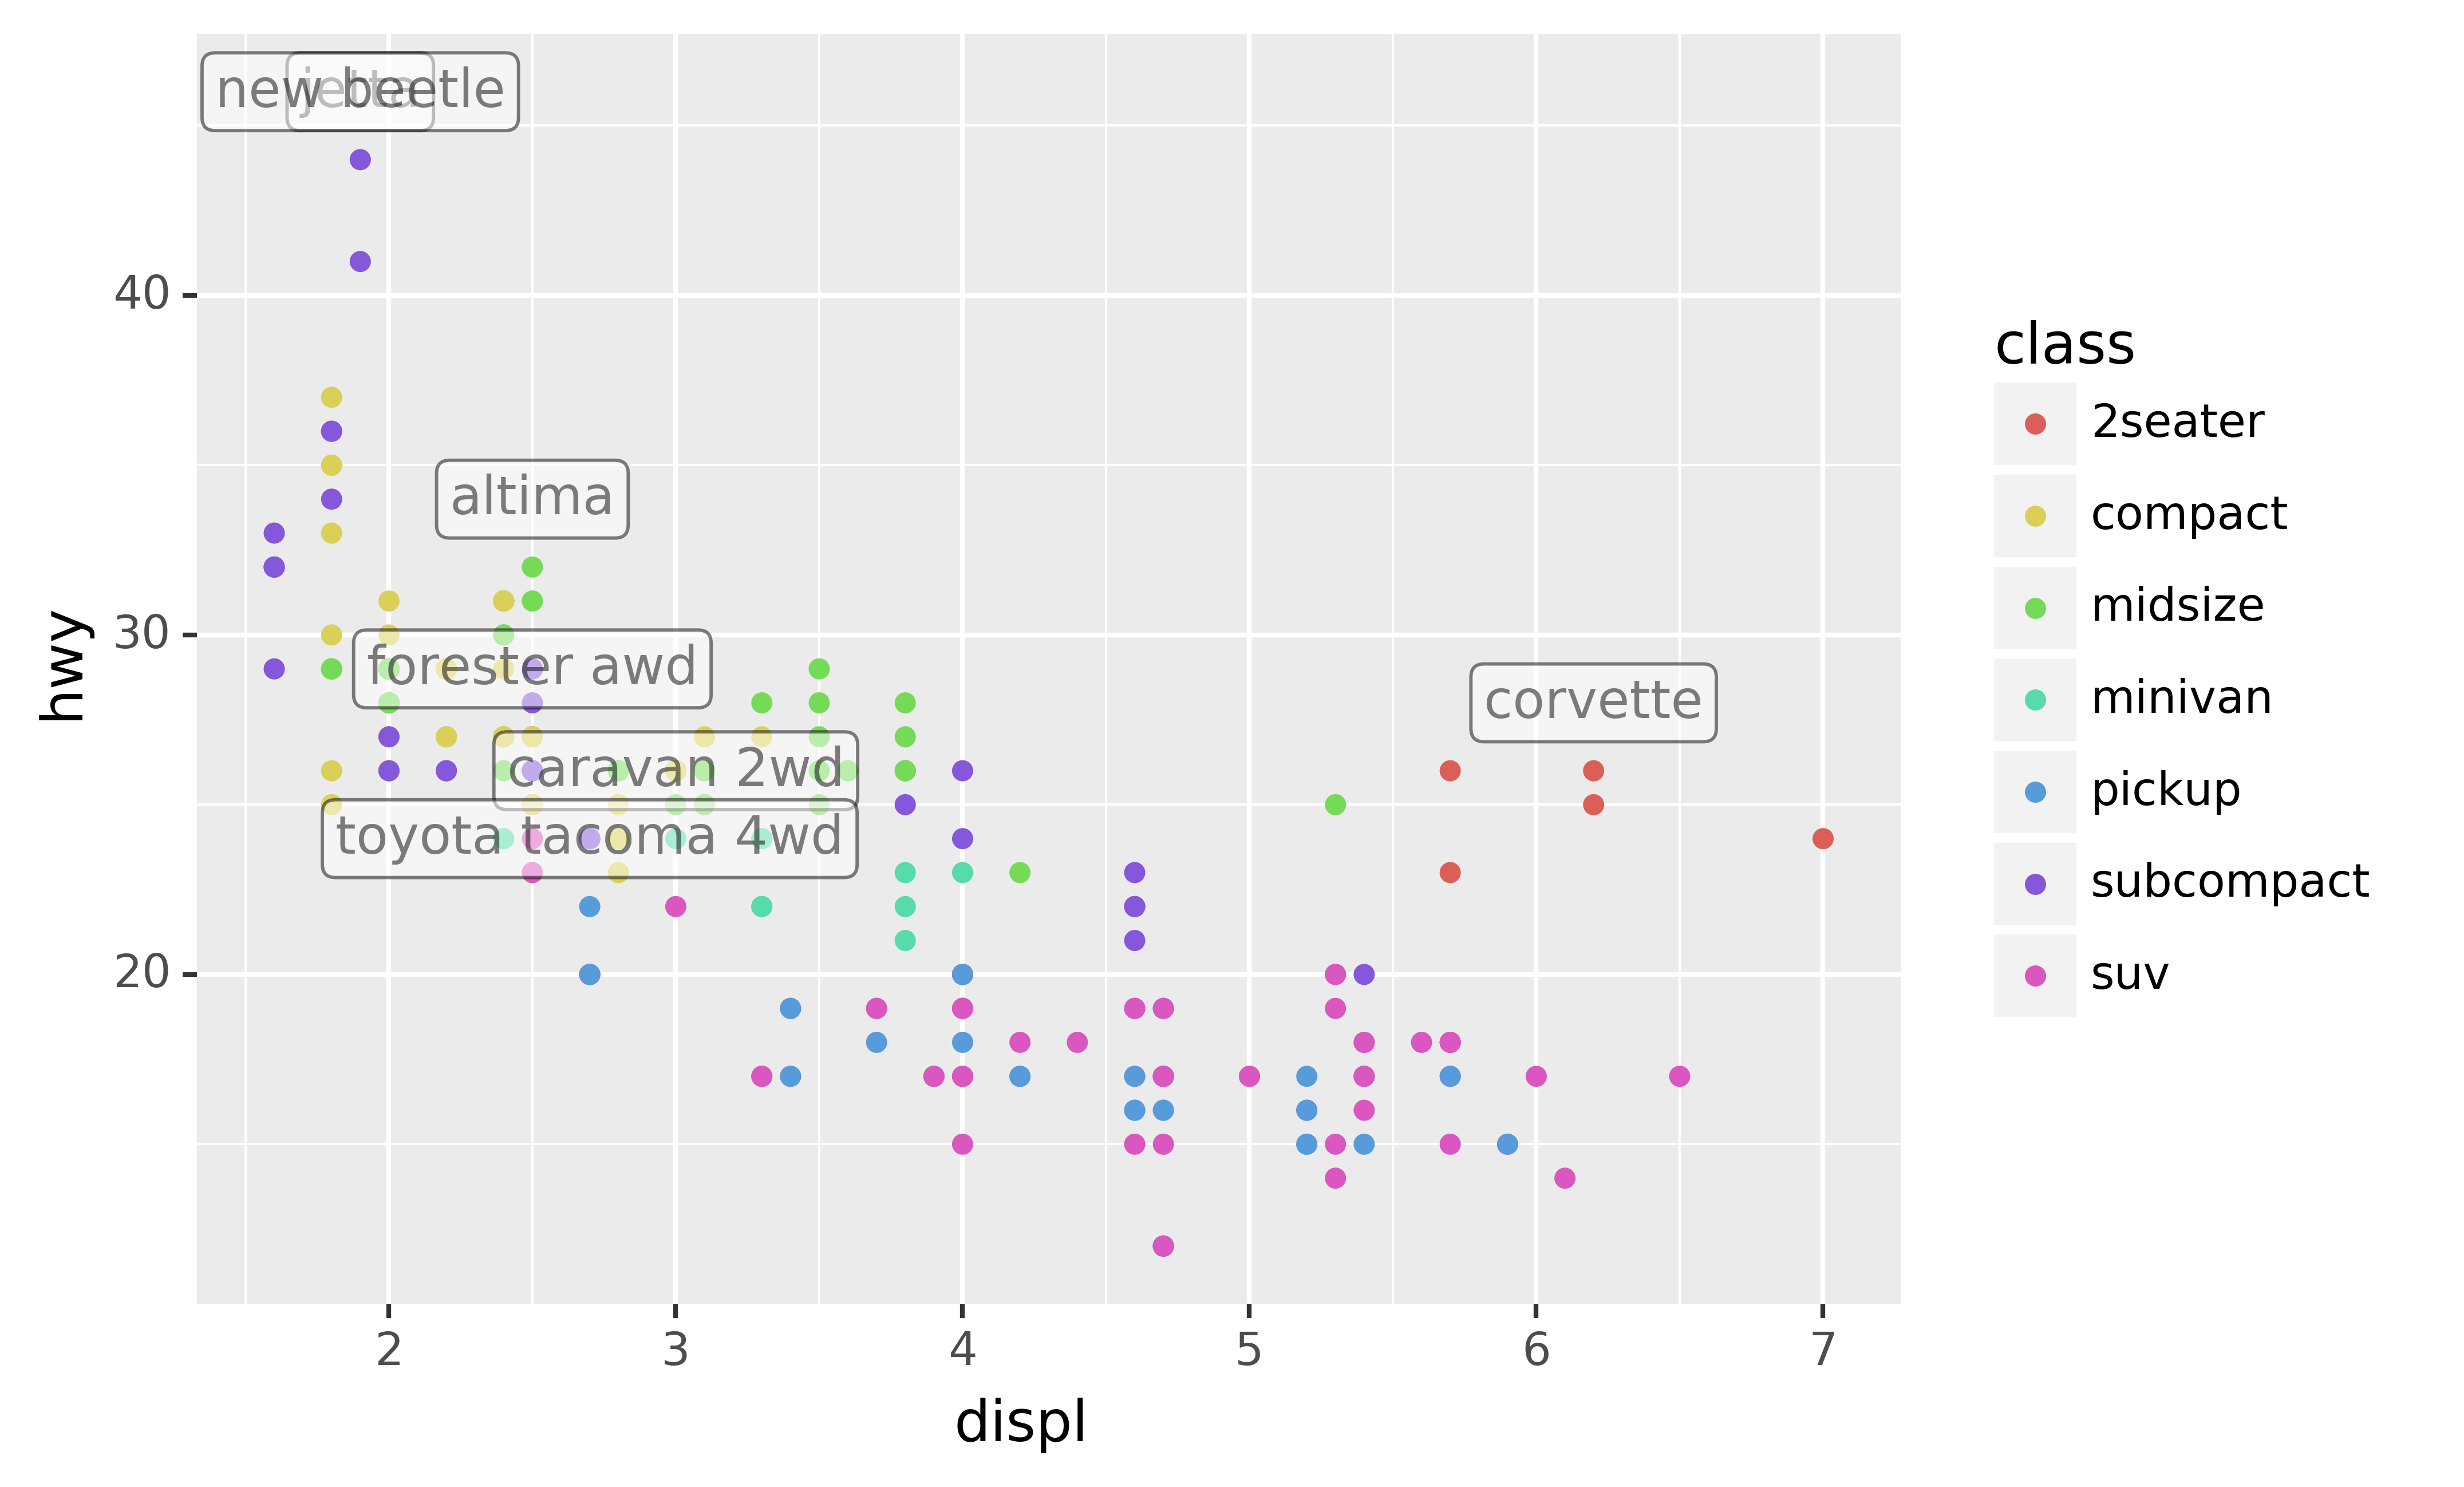 new beetle
jetta
40
altima
30
forester awd
corvette
caravan 2wd
toyota tacoma 4wd
20
hwy
2
3
4
5
6
7
displ
class
2seater
compact
midsize
minivan
pickup
subcompact
suv